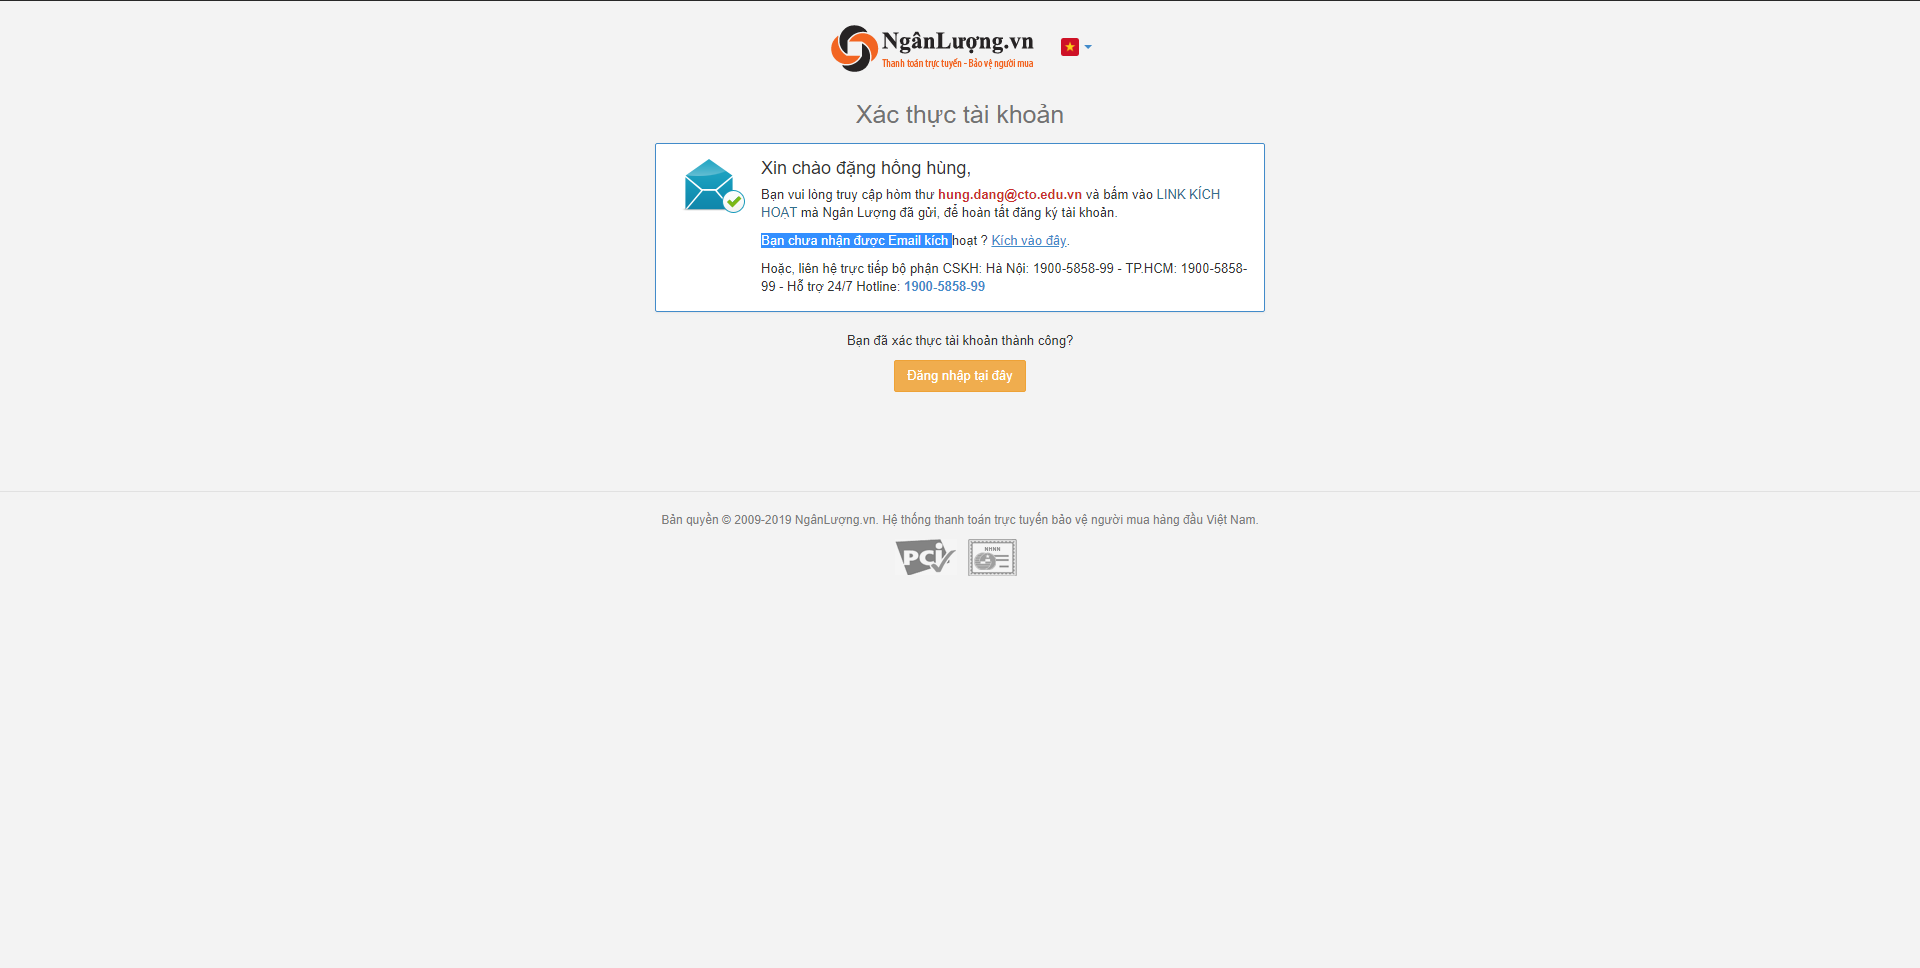 NgânLượng.vn
Thanh toán trực tuyến - Bảo vệ người mua
Xác thực tài khoản
Xin chào đặng hồng hùng,
Bạn vui lòng truy cập hòm thư hung.dang@cto.edu.vn và bấm vào LINK KÍCH
HOẠT mà Ngân Lượng đã gửi, để hoàn tất đăng ký tài khoản.
Bạn chưa nhận được Email kích hoạt ? Kích vào đây.
Hoặc, liên hệ trực tiếp bộ phận CSKH: Hà Nội: 1900-5858-99 - TP.HCM: 1900-5858-
99 - Hỗ trợ 24/7 Hotline: 1900-5858-99
Bạn đã xác thực tài khoản thành công?
Đăng nhập tại đây
Bản quyền © 2009-2019 NgânLượng.vn. Hệ thống thanh toán trực tuyến bảo vệ người mua hàng đầu Việt Nam.
PCi NHNN